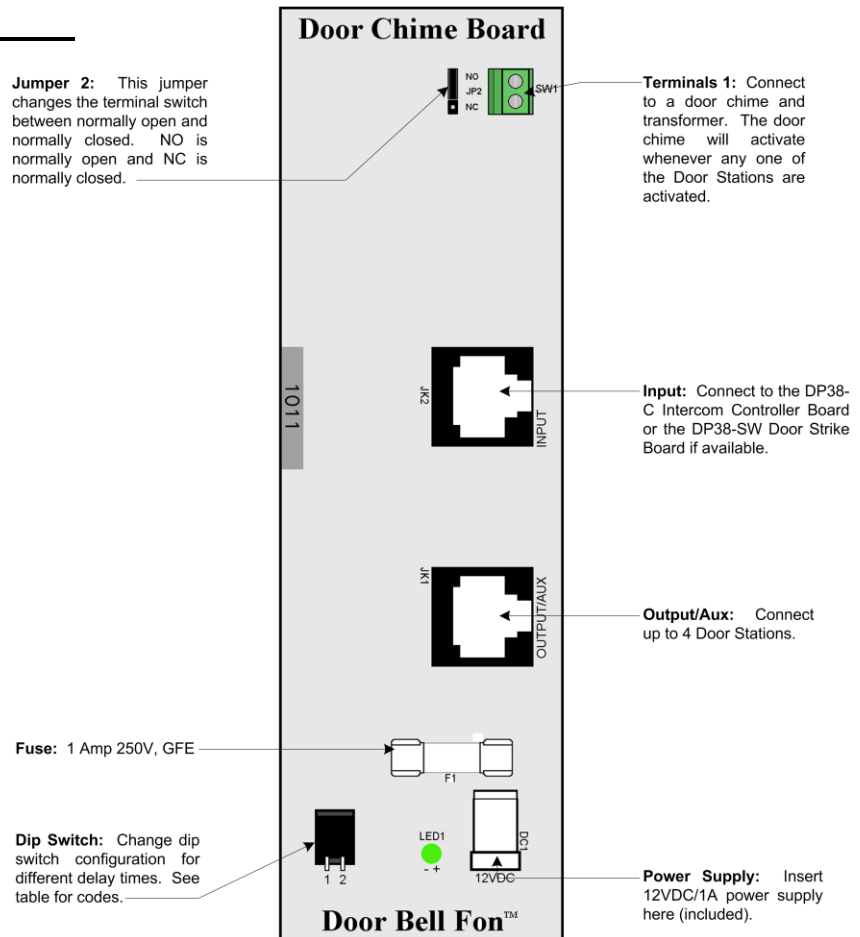 Door Chime Board
Jumper 2: This jumper
changes the terminal switch
between normally open and
normally closed. NO is
normally open and NC is
normally closed.
NO
JP2
NC
SW1
Terminals 1: Connect
to a door chime and
transformer. The door
chime will activate
whenever any one of
the Door Stations are
activated.
1011
JK2
INPUT
Input: Connect to the DP38-
C Intercom Controller Board
or the DP38-SW Door Strike
Board if available.
JK1
OUTPUT/AUX
Output/Aux: Connect
up to 4 Door Stations.
Fuse: 1 Amp 250V, GFE
F1
Dip Switch: Change dip
switch configuration for
different delay times. See
table for codes.
1 2
LED1
- +
DC1
12VDC
Power Supply: Insert
12VDC/1A power supply
here (included).
Door Bell Fon™